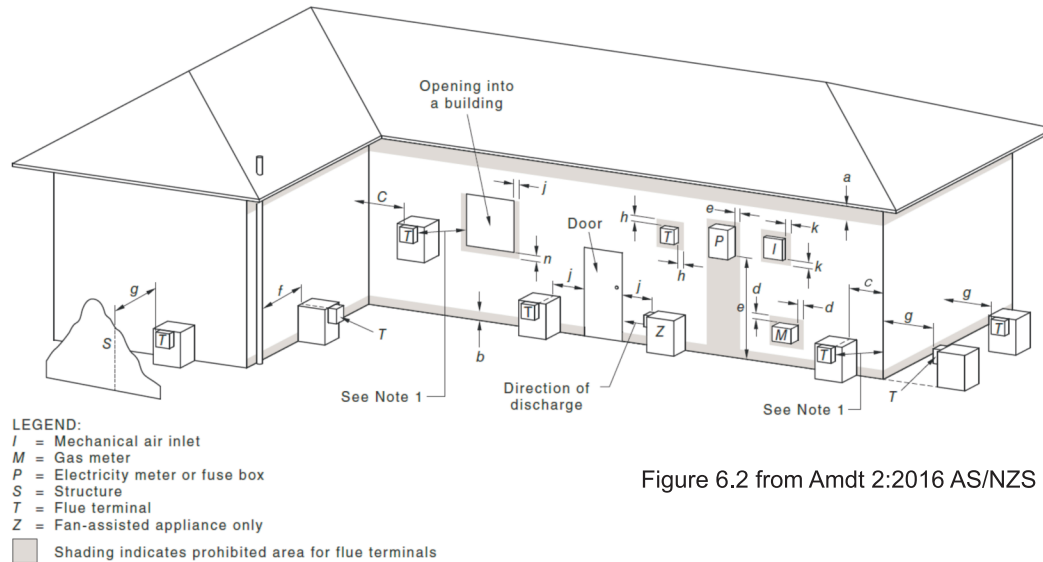 Opening into
a building
j
a
C
T
h
e
k
Door
T
P
I
h
n
k
g
f
j
j
d
c
g
e
d
g
S
T
T
T
Z
M
T
T
b
See Note 1
Direction of
discharge
See Note 1
T
LEGEND:
I = Mechanical air inlet
M = Gas meter
P = Electricity meter or fuse box
S = Structure
T = Flue terminal
Z = Fan-assisted appliance only
Shading indicates prohibited area for flue terminals
Figure 6.2 from Amdt 2:2016 AS/NZS